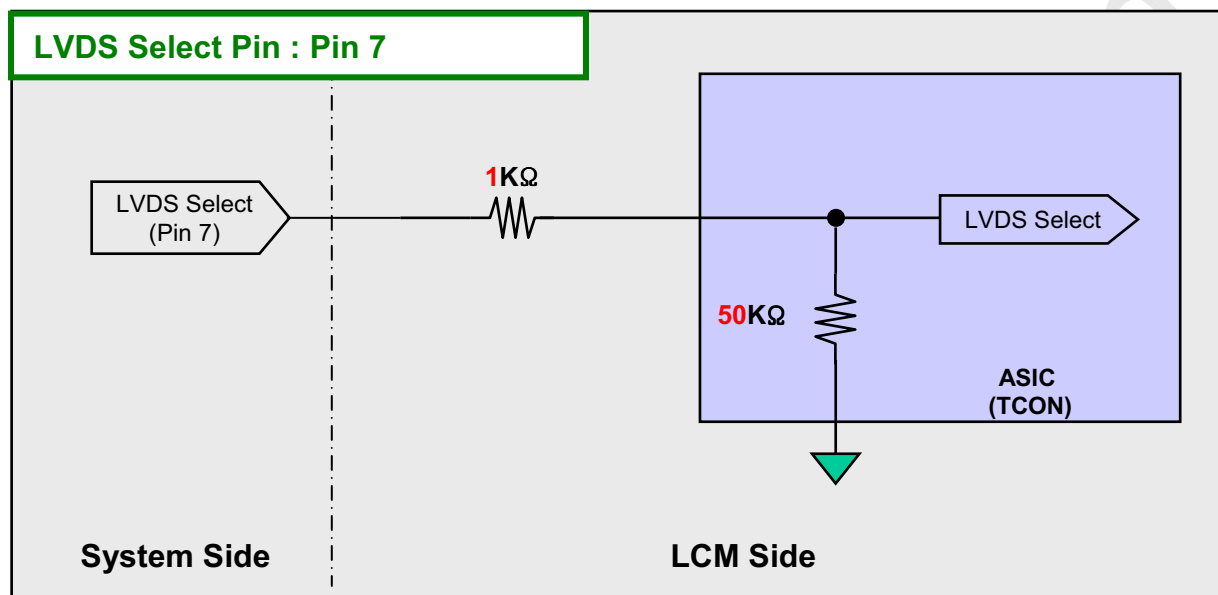 LVDS Select Pin : Pin 7
1KΩ
LVDS Select
(Pin 7)
LVDS Select
50KΩ
ASIC
(TCON)
System Side
LCM Side